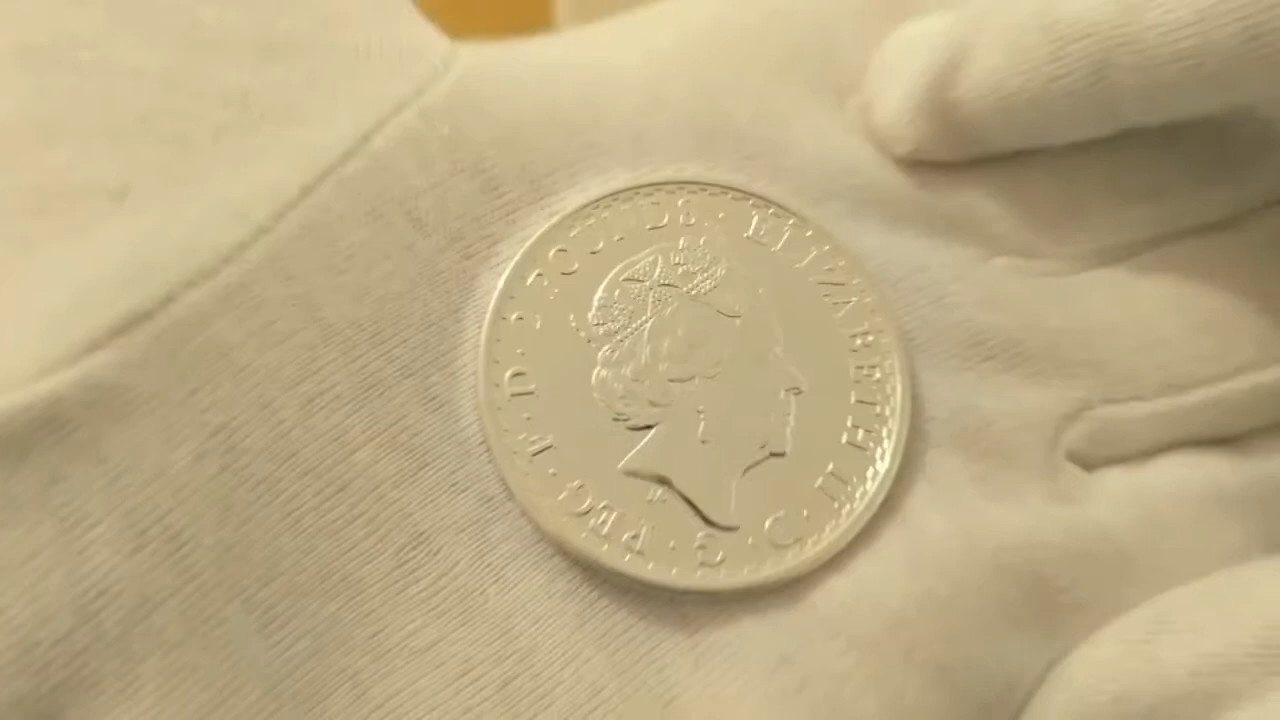 ELIZABETH II · D · G · REG · F · D · 2 POUNDS ·